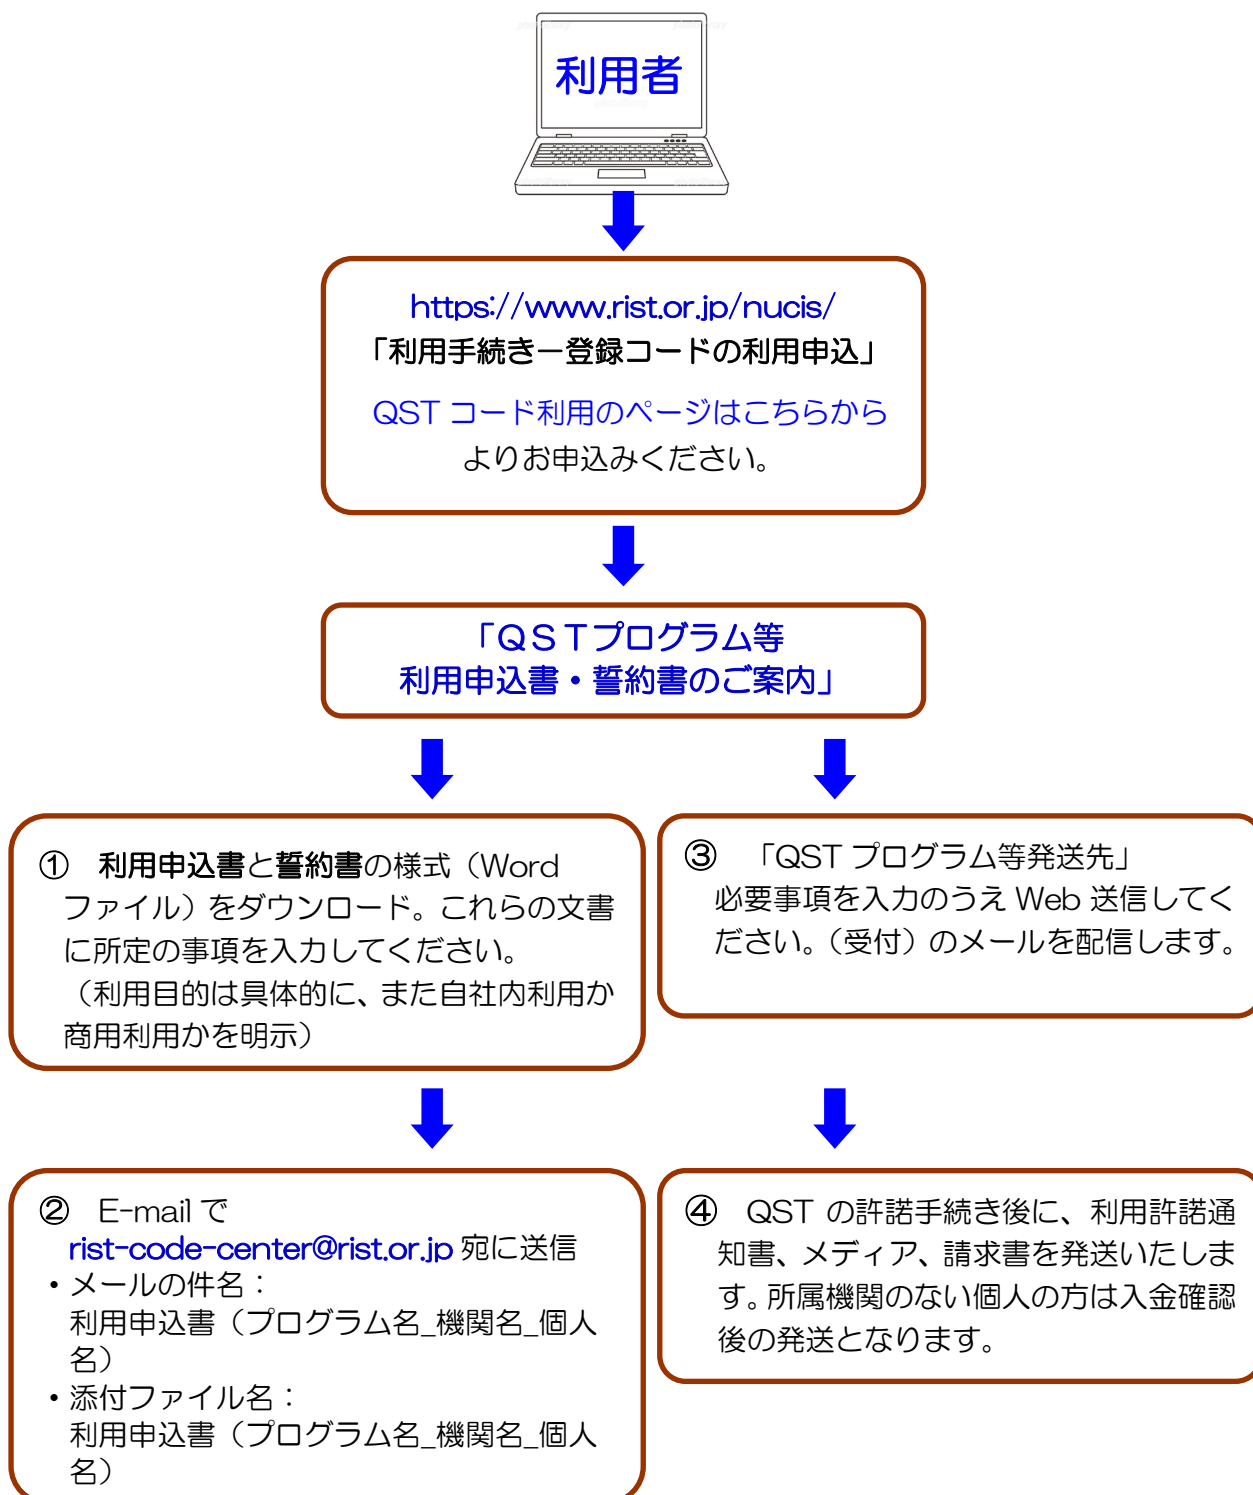 利用者
https://www.rist.or.jp/nucis/
「利用手続き－登録コードの利用申込」
QST コード利用のページはこちらから
よりお申込みください。
「ＱＳＴプログラム等
利用申込書・誓約書のご案内」
①　利用申込書と誓約書の様式（Word
ファイル）をダウンロード。これらの文書
に所定の事項を入力してください。
（利用目的は具体的に、また自社内利用か
商用利用かを明示）
② E-mail で
rist-code-center@rist.or.jp 宛に送信
・メールの件名：
利用申込書（プログラム名_機関名_個人
名）
・添付ファイル名：
利用申込書（プログラム名_機関名_個人
名）
③　「QST プログラム等発送先」
必要事項を入力のうえ Web 送信してく
ださい。（受付）のメールを配信します。
④　QST の許諾手続き後に、利用許諾通
知書、メディア、請求書を発送いたしま
す。所属機関のない個人の方は入金確認
後の発送となります。